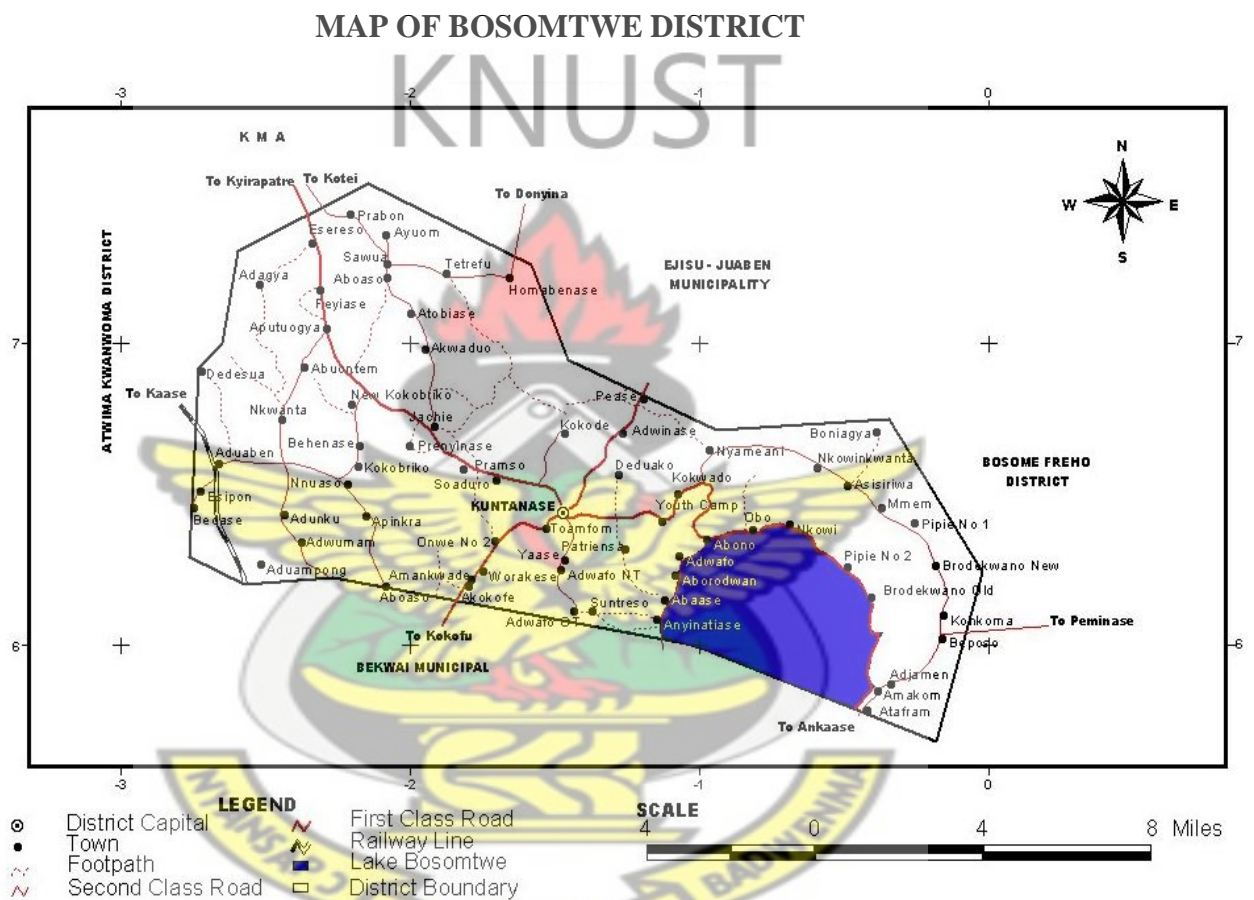 MAP OF BOSOMTWE DISTRICT
KNUST
-3 -2 -1 0
K M A
N
W E
S
To Kyirapatre To Kotei
To Donyina
Prabon
Esereso
Ayuom
Sawua
Tetrefu
EJISU - JUABEN
MUNICIPALITY
Adagya
Aboaso
Homabenase
Feyiase
Atobiase
Aputuogya
ATWIMA KWANWOMA DISTRICT
7 7
Akwaduo
Dedesua
Abuontem
To Kaase
New Kokobriko
Pease
Nkwanta
Jachie
Kokode
Adwinase
Boniagya
Behenase
Prenyinase
Nyameani
Aduaben
Kokobriko
Pramso
Deduako
Nkowinkwanta
BOSOME FREHO
DISTRICT
Nnuaso
Soaduro
Kokwado
Asisiriwa
Esipon
KUNTANASE
Youth Camp
Mmem
Bedase
Adunku
Apinkra
Toamfom
Obo
Nkowi
Pipie No 1
Adwumam
Onwe No 2
Patriensa
Abono
Yaase
Adwafo
Pipie No 2
Aduampong
Amankwade
Worakese
Adwafo NT
Aborodwan
Brodekwano New
Aboaso
Akokofe
Suntreso
Abaase
Brodekwano Old
Adwafo OT
Anyinatiase
Konkoma
To Peminase
To Kokofu
Bepodo
6 6
BEKWAI MUNICIPAL
Adjamen
Amakom
Atafram
To Ankaase
-3 -2 -1 0
LEGEND
District Capital
Town
Footpath
Second Class Road
First Class Road
Railway Line
Lake Bosomtwe
District Boundary
SCALE
4 0 4 8 Miles
NYANSAPO
BADWENMA